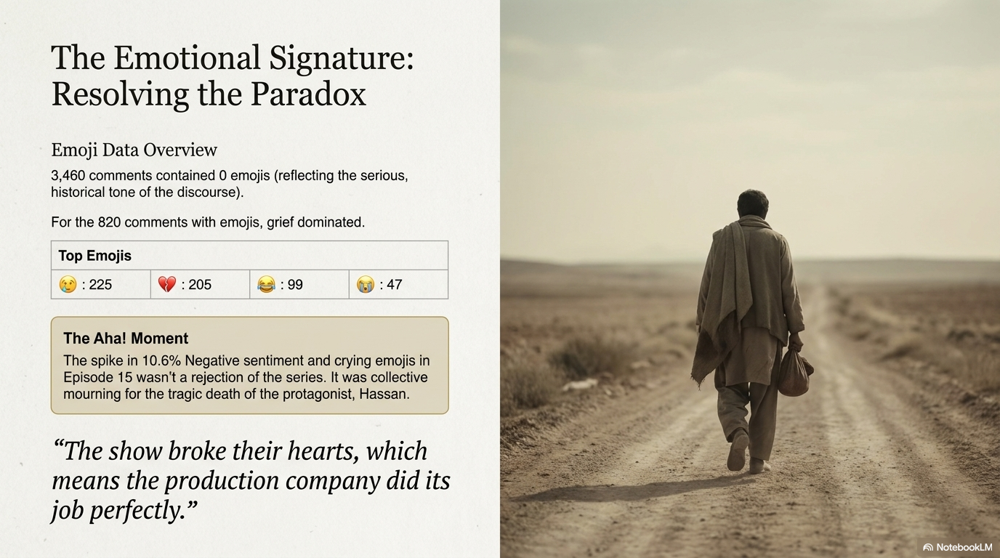 The Emotional Signature:
Resolving the Paradox
Emoji Data Overview
3,460 comments contained 0 emojis (reflecting the serious,
historical tone of the discourse).
For the 820 comments with emojis, grief dominated.
Top Emojis
😢 : 225
💔 : 205
😂 : 99
😭 : 47
The Aha! Moment
The spike in 10.6% Negative sentiment and crying emojis in
Episode 15 wasn't a rejection of the series. It was collective
mourning for the tragic death of the protagonist, Hassan.
“The show broke their hearts, which
means the production company did its
job perfectly.”
NotebookLM